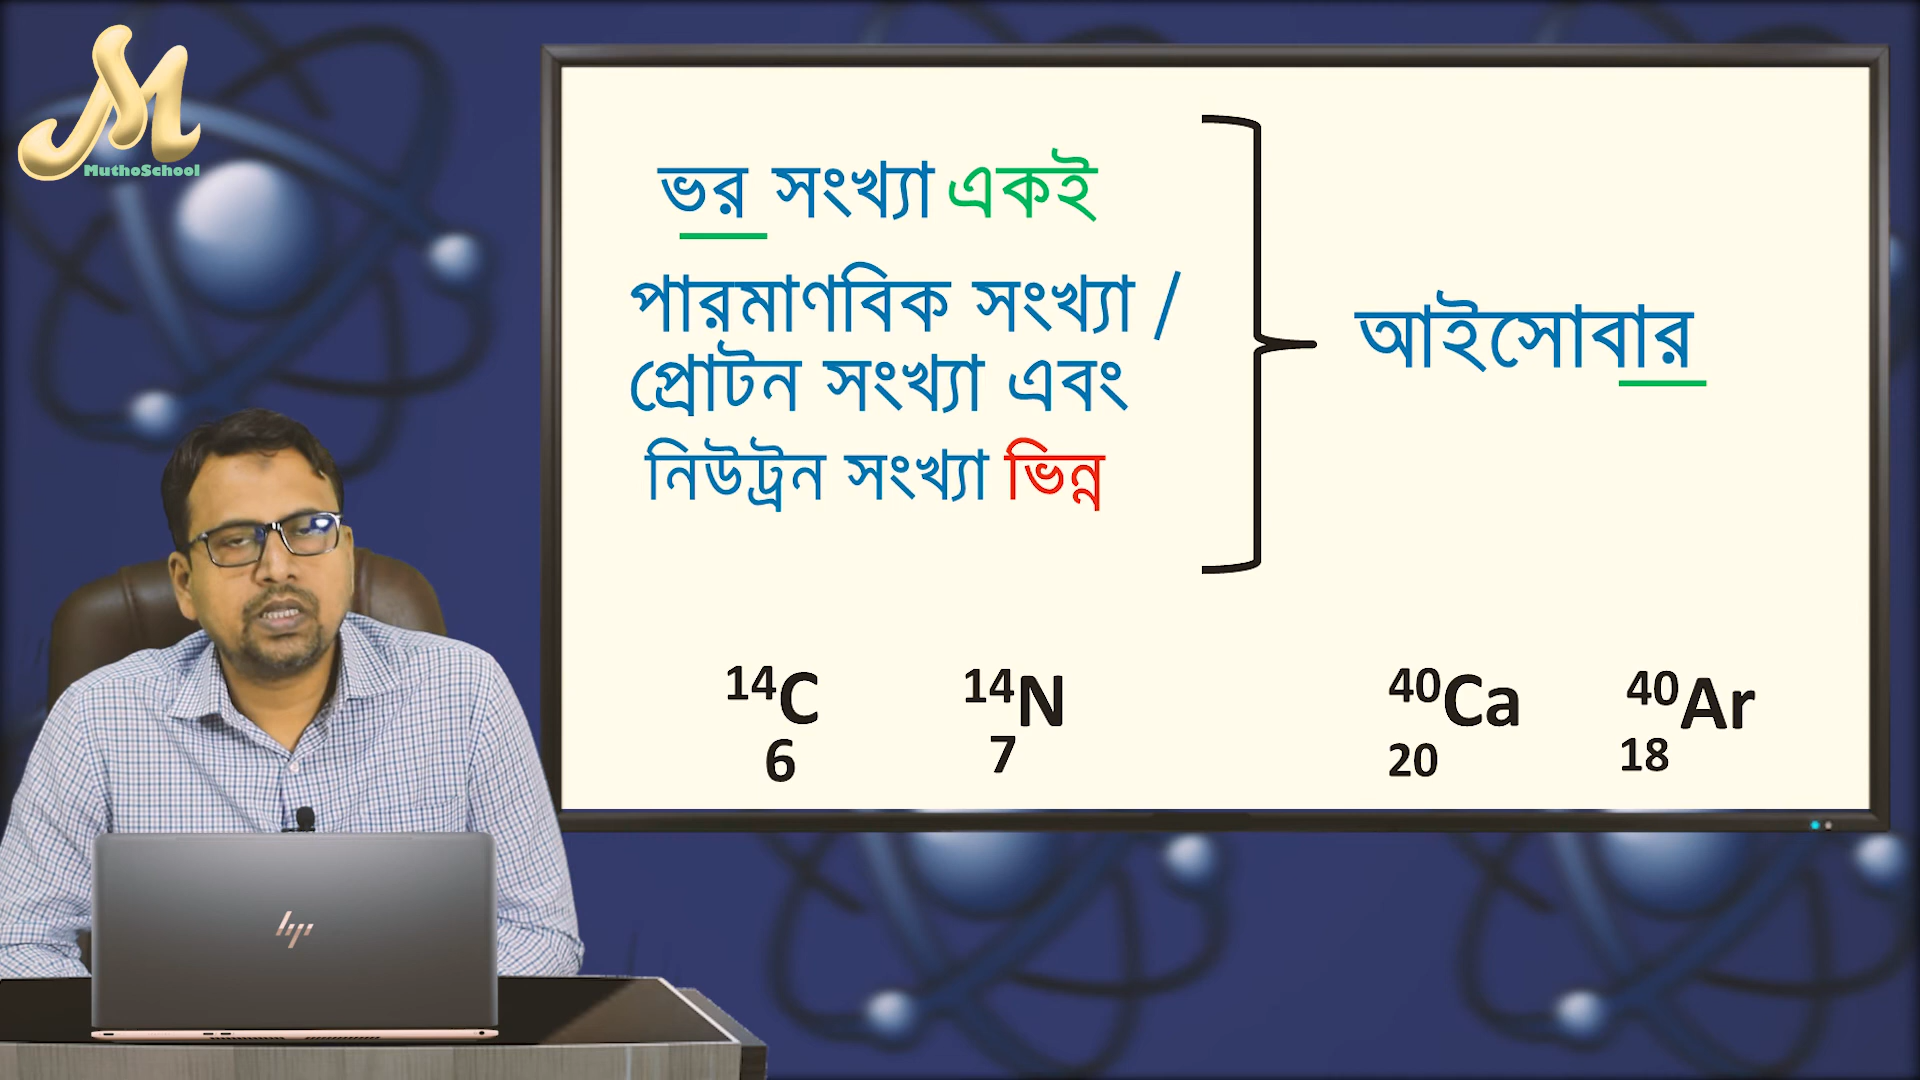 MuthoSchool
ভর সংখ্যা একই
পারমাণবিক সংখ্যা /
প্রোটন সংখ্যা এবং
নিউট্রন সংখ্যা ভিন্ন
আইসোবার
14C 14N 40Ca 40Ar
6 7 20 18
hp